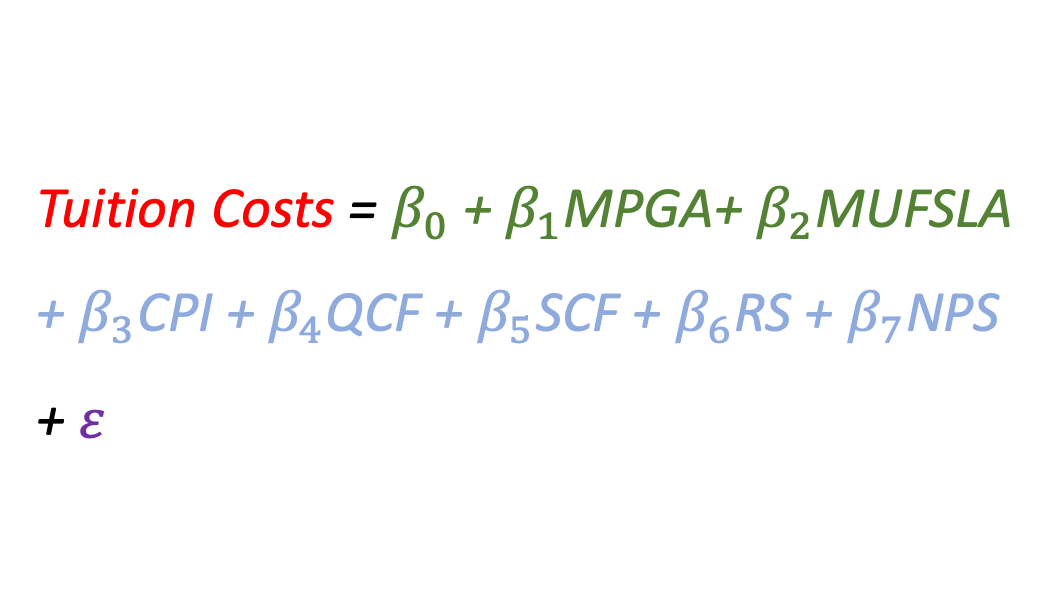 Tuition Costs = β₀ + β₁MPGA+ β₂MUFSLA
+ β₃CPI + β₄QCF + β₅SCF + β₆RS + β₇NPS
+ ε